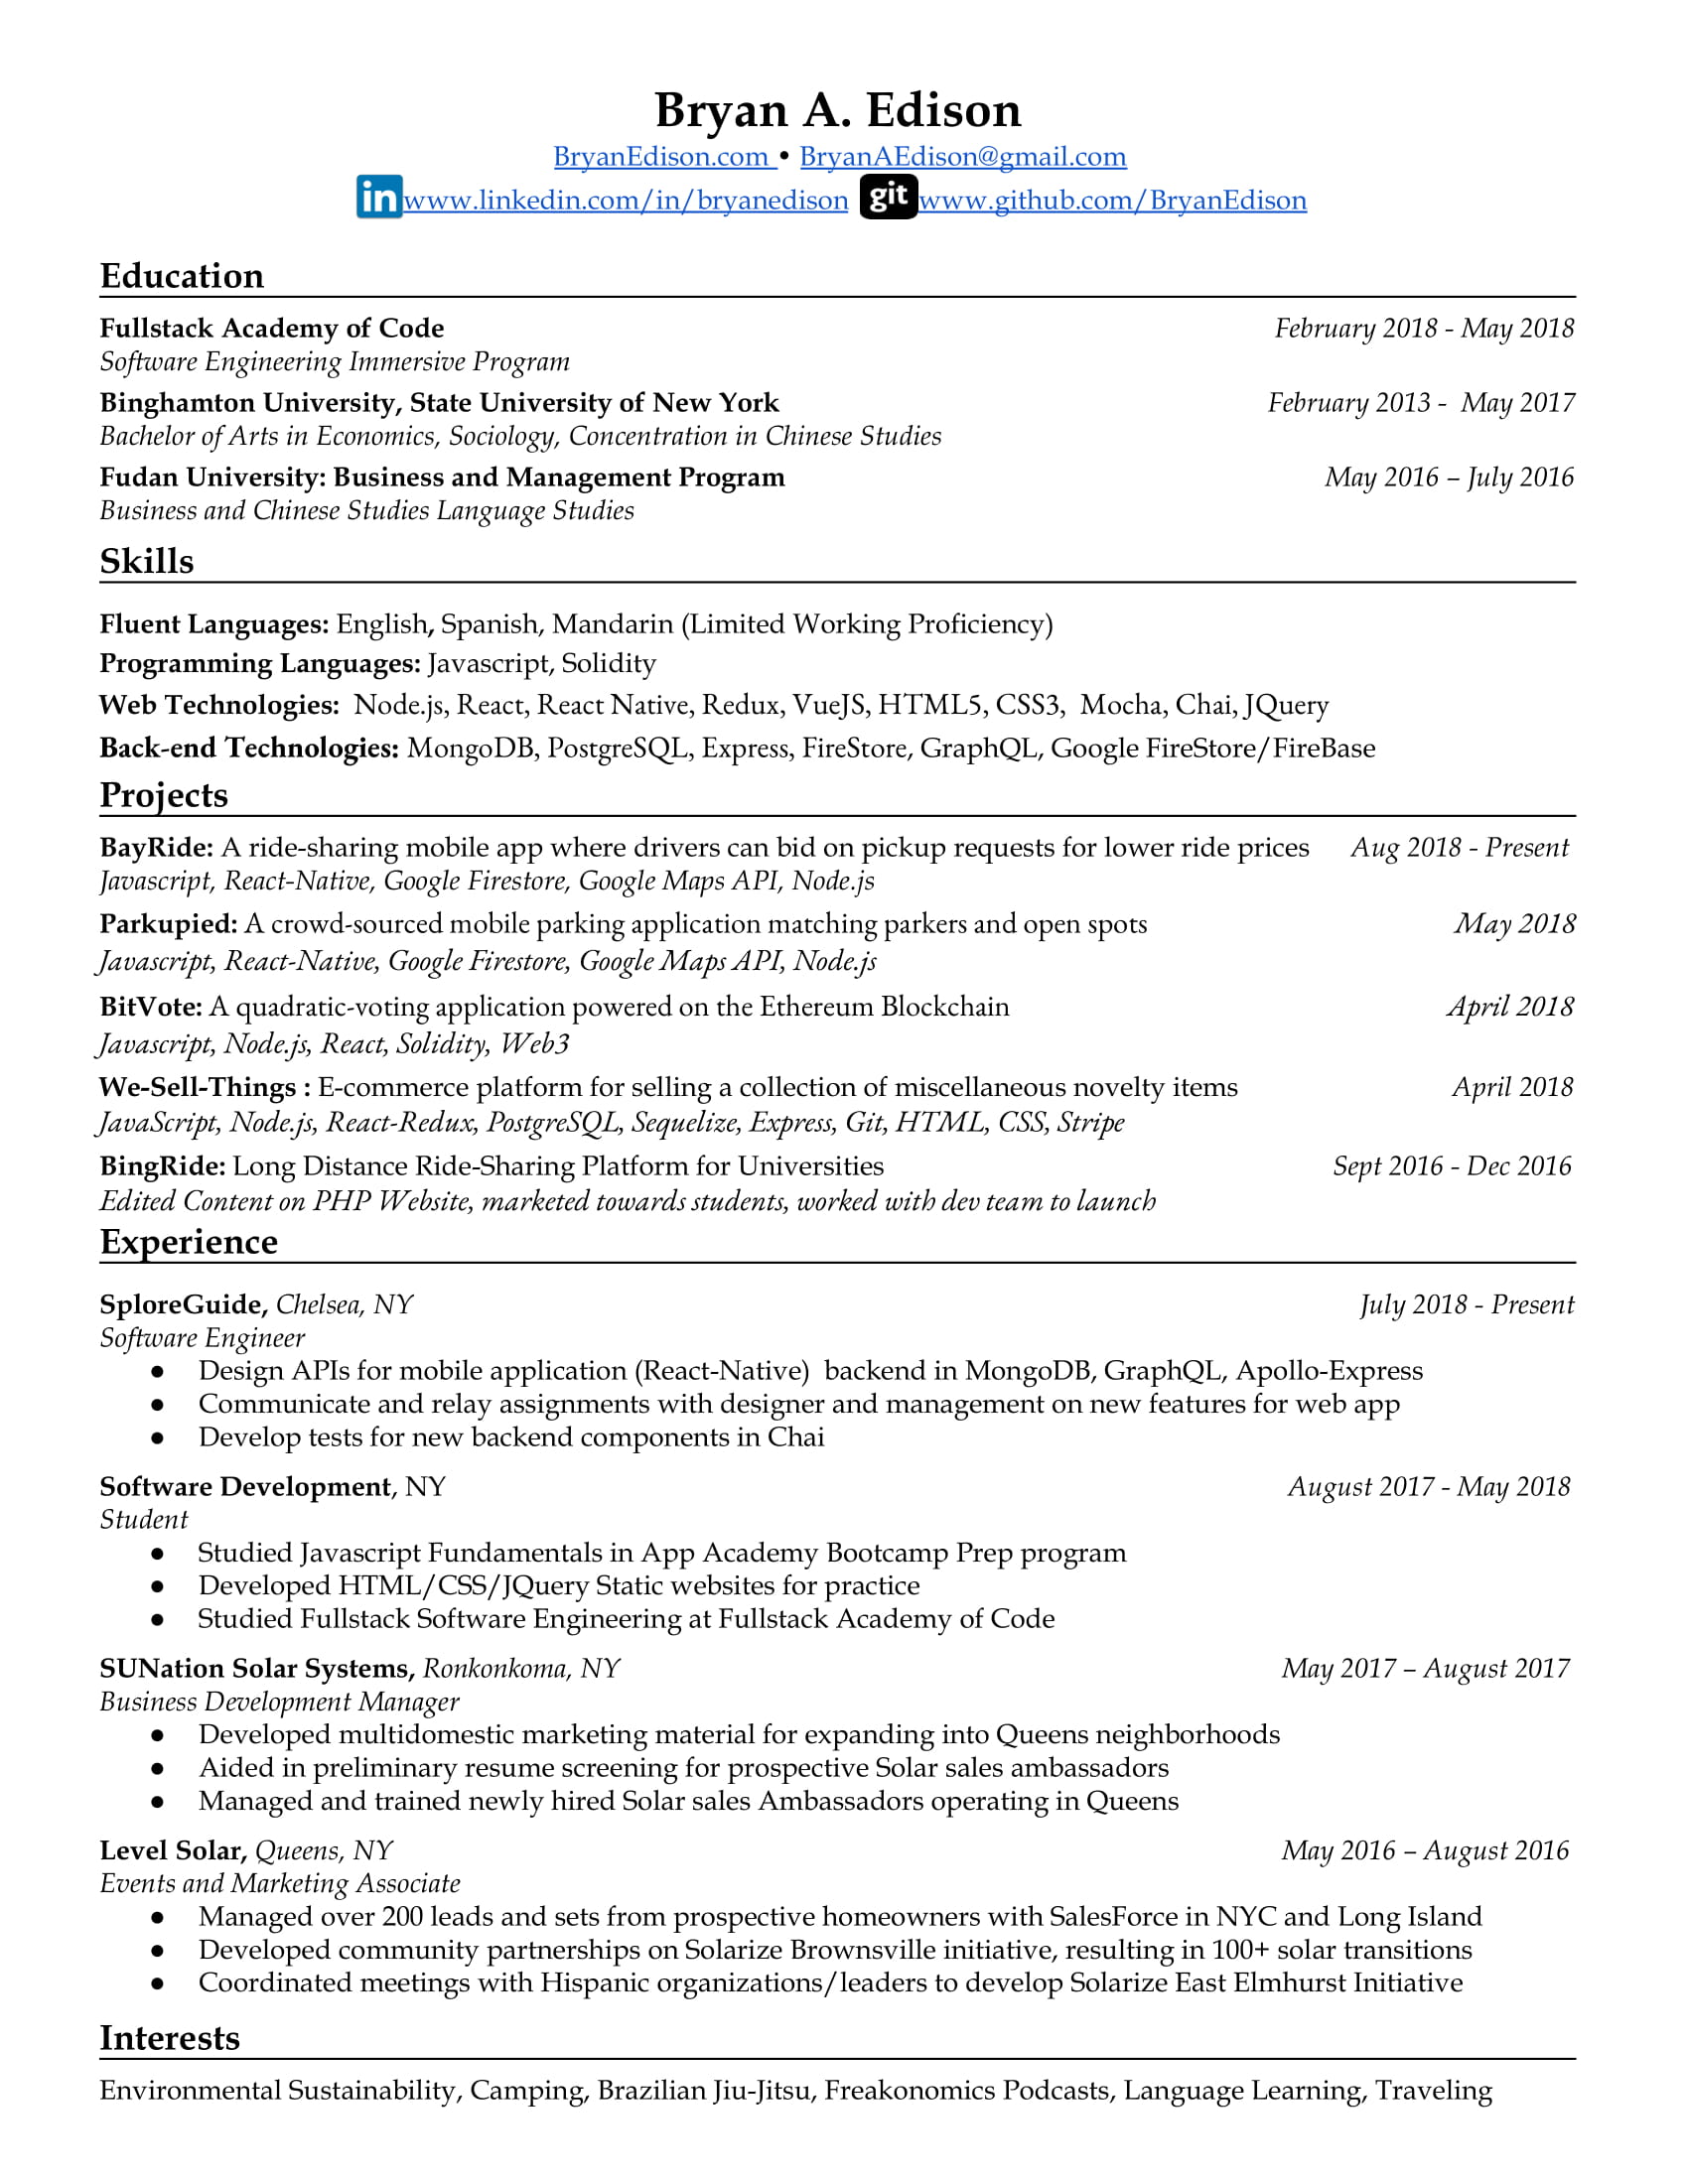 Bryan A. Edison
BryanEdison.com • BryanAEdison@gmail.com
in www.linkedin.com/in/bryanedison git www.github.com/BryanEdison
Education
Fullstack Academy of Code February 2018 - May 2018
Software Engineering Immersive Program
Binghamton University, State University of New York February 2013 - May 2017
Bachelor of Arts in Economics, Sociology, Concentration in Chinese Studies
Fudan University: Business and Management Program May 2016 – July 2016
Business and Chinese Studies Language Studies
Skills
Fluent Languages: English, Spanish, Mandarin (Limited Working Proficiency)
Programming Languages: Javascript, Solidity
Web Technologies: Node.js, React, React Native, Redux, VueJS, HTML5, CSS3, Mocha, Chai, JQuery
Back-end Technologies: MongoDB, PostgreSQL, Express, FireStore, GraphQL, Google FireStore/FireBase
Projects
BayRide: A ride-sharing mobile app where drivers can bid on pickup requests for lower ride prices Aug 2018 - Present
Javascript, React-Native, Google Firestore, Google Maps API, Node.js
Parkupied: A crowd-sourced mobile parking application matching parkers and open spots May 2018
Javascript, React-Native, Google Firestore, Google Maps API, Node.js
BitVote: A quadratic-voting application powered on the Ethereum Blockchain April 2018
Javascript, Node.js, React, Solidity, Web3
We-Sell-Things : E-commerce platform for selling a collection of miscellaneous novelty items April 2018
JavaScript, Node.js, React-Redux, PostgreSQL, Sequelize, Express, Git, HTML, CSS, Stripe
BingRide: Long Distance Ride-Sharing Platform for Universities Sept 2016 - Dec 2016
Edited Content on PHP Website, marketed towards students, worked with dev team to launch
Experience
SploreGuide, Chelsea, NY July 2018 - Present
Software Engineer
● Design APIs for mobile application (React-Native) backend in MongoDB, GraphQL, Apollo-Express
● Communicate and relay assignments with designer and management on new features for web app
● Develop tests for new backend components in Chai
Software Development, NY August 2017 - May 2018
Student
● Studied Javascript Fundamentals in App Academy Bootcamp Prep program
● Developed HTML/CSS/JQuery Static websites for practice
● Studied Fullstack Software Engineering at Fullstack Academy of Code
SUNation Solar Systems, Ronkonkoma, NY May 2017 – August 2017
Business Development Manager
● Developed multidomestic marketing material for expanding into Queens neighborhoods
● Aided in preliminary resume screening for prospective Solar sales ambassadors
● Managed and trained newly hired Solar sales Ambassadors operating in Queens
Level Solar, Queens, NY May 2016 – August 2016
Events and Marketing Associate
● Managed over 200 leads and sets from prospective homeowners with SalesForce in NYC and Long Island
● Developed community partnerships on Solarize Brownsville initiative, resulting in 100+ solar transitions
● Coordinated meetings with Hispanic organizations/leaders to develop Solarize East Elmhurst Initiative
Interests
Environmental Sustainability, Camping, Brazilian Jiu-Jitsu, Freakonomics Podcasts, Language Learning, Traveling